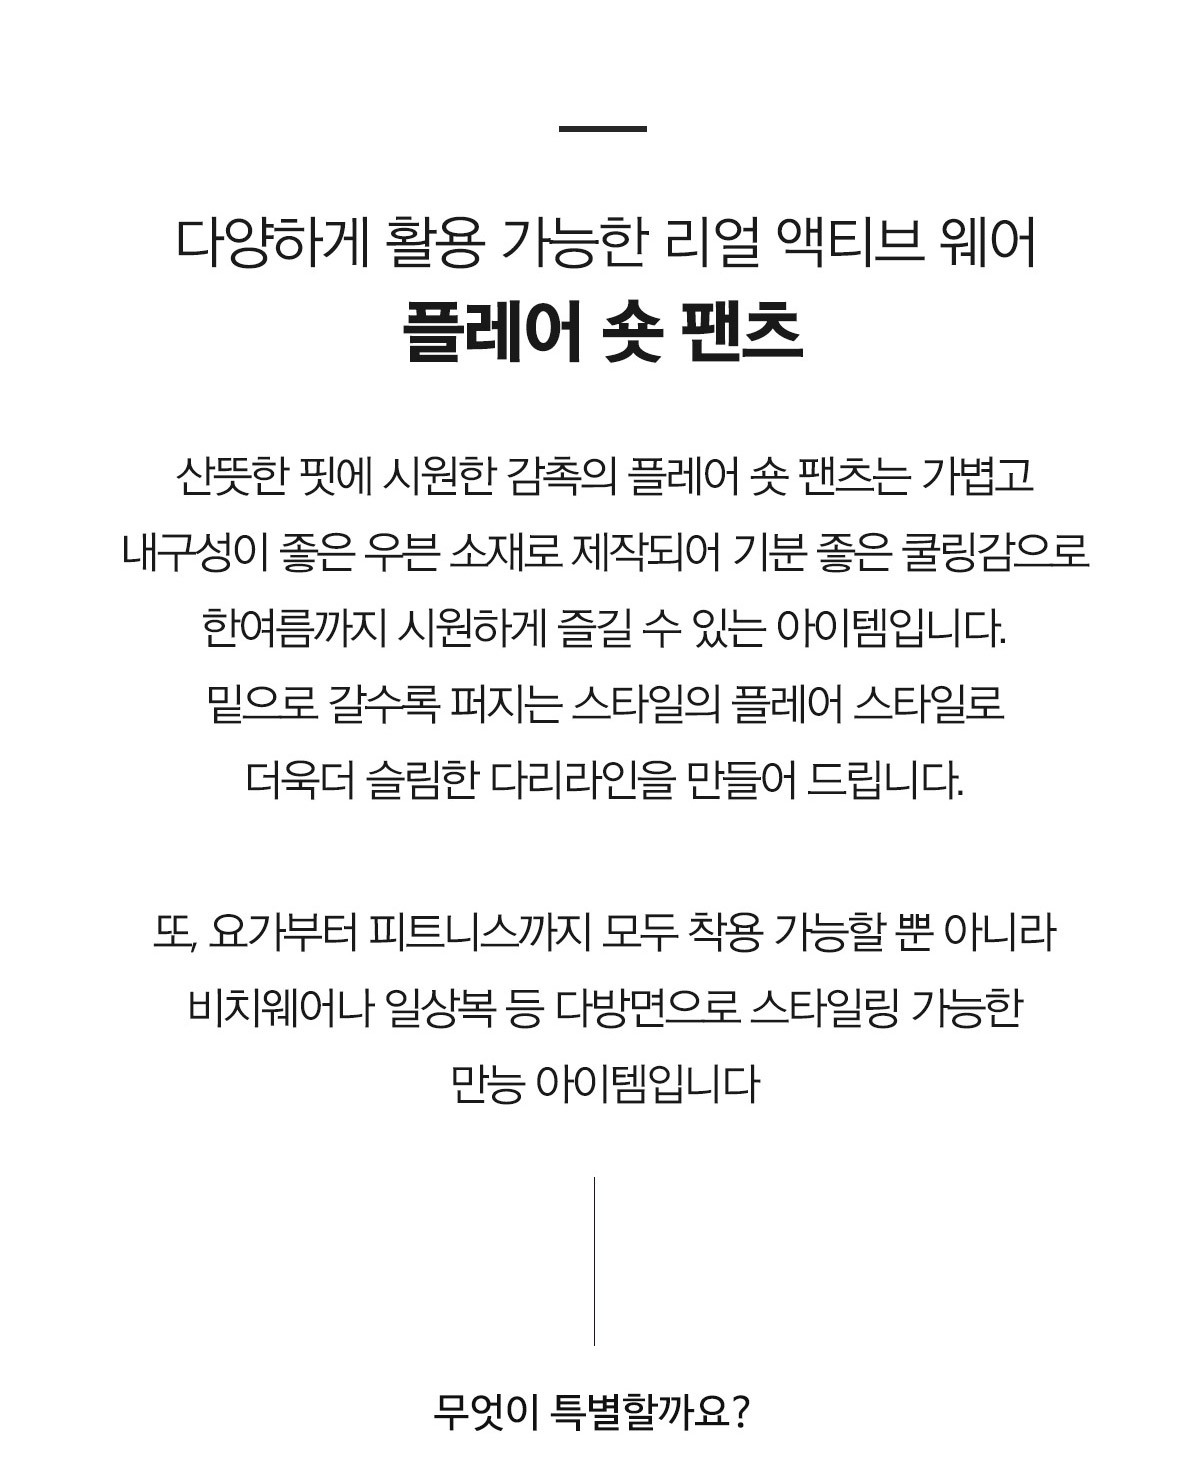 다양하게 활용 가능한 리얼 액티브 웨어
플레어 숏 팬츠
산뜻한 핏에 시원한 감촉의 플레어 숏 팬츠는 가볍고
내구성이 좋은 우븐 소재로 제작되어 기분 좋은 쿨링감으로
한여름까지 시원하게 즐길 수 있는 아이템입니다.
밑으로 갈수록 퍼지는 스타일의 플레어 스타일로
더욱더 슬림한 다리라인을 만들어 드립니다.
또, 요가부터 피트니스까지 모두 착용 가능할 뿐 아니라
비치웨어나 일상복 등 다방면으로 스타일링 가능한
만능 아이템입니다
무엇이 특별할까요?